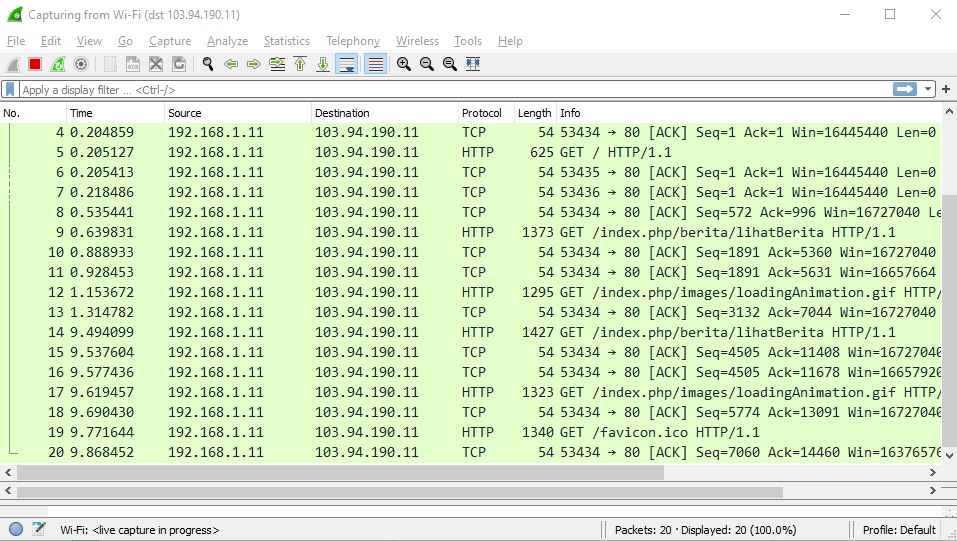 Capturing from Wi-Fi (dst 103.94.190.11)
File Edit View Go Capture Analyze Statistics Telephony Wireless Tools Help
Apply a display filter ... <Ctrl-/>
No. Time Source Destination Protocol Length Info
4 0.204859 192.168.1.11 103.94.190.11 TCP 54 53434 → 80 [ACK] Seq=1 Ack=1 Win=16445440 Len=0
5 0.205127 192.168.1.11 103.94.190.11 HTTP 625 GET / HTTP/1.1
6 0.205413 192.168.1.11 103.94.190.11 TCP 54 53435 → 80 [ACK] Seq=1 Ack=1 Win=16445440 Len=0
7 0.218486 192.168.1.11 103.94.190.11 TCP 54 53436 → 80 [ACK] Seq=1 Ack=1 Win=16445440 Len=0
8 0.535441 192.168.1.11 103.94.190.11 TCP 54 53434 → 80 [ACK] Seq=572 Ack=996 Win=16727040 Le
9 0.639831 192.168.1.11 103.94.190.11 HTTP 1373 GET /index.php/berita/lihatBerita HTTP/1.1
10 0.888933 192.168.1.11 103.94.190.11 TCP 54 53434 → 80 [ACK] Seq=1891 Ack=5360 Win=16727040
11 0.928453 192.168.1.11 103.94.190.11 TCP 54 53434 → 80 [ACK] Seq=1891 Ack=5631 Win=16657664
12 1.153672 192.168.1.11 103.94.190.11 HTTP 1295 GET /index.php/images/loadingAnimation.gif HTTP/
13 1.314782 192.168.1.11 103.94.190.11 TCP 54 53434 → 80 [ACK] Seq=3132 Ack=7044 Win=16727040
14 9.494099 192.168.1.11 103.94.190.11 HTTP 1427 GET /index.php/berita/lihatBerita HTTP/1.1
15 9.537604 192.168.1.11 103.94.190.11 TCP 54 53434 → 80 [ACK] Seq=4505 Ack=11408 Win=16727040
16 9.577436 192.168.1.11 103.94.190.11 TCP 54 53434 → 80 [ACK] Seq=4505 Ack=11678 Win=16657920
17 9.619457 192.168.1.11 103.94.190.11 HTTP 1323 GET /index.php/images/loadingAnimation.gif HTTP/
18 9.690430 192.168.1.11 103.94.190.11 TCP 54 53434 → 80 [ACK] Seq=5774 Ack=13091 Win=16727040
19 9.771644 192.168.1.11 103.94.190.11 HTTP 1340 GET /favicon.ico HTTP/1.1
20 9.868452 192.168.1.11 103.94.190.11 TCP 54 53434 → 80 [ACK] Seq=7060 Ack=14460 Win=16376576
Wi-Fi: <live capture in progress> Packets: 20 · Displayed: 20 (100.0%) Profile: Default